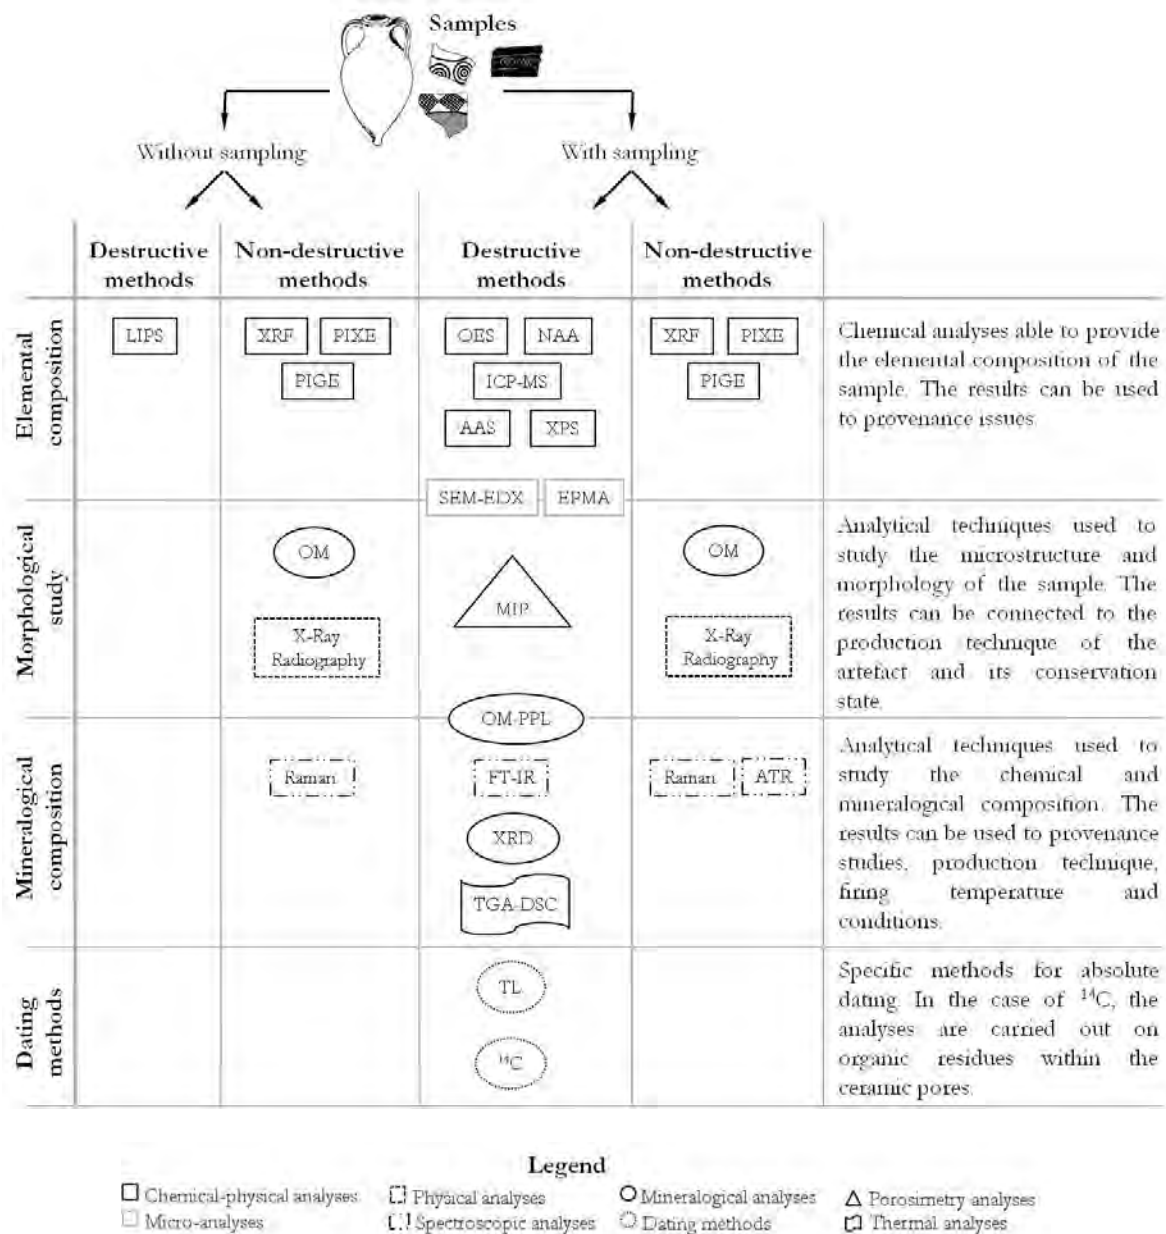 Samples
Without sampling
With sampling
Destructive methods
Non-destructive methods
Destructive methods
Non-destructive methods
Elemental composition
LIPS
XRF PIXE
PIGE
OES NAA
ICP-MS
AAS XPS
XRF PIXE
PIGE
Chemical analyses able to provide
the elemental composition of the
sample. The results can be used
to provenance issues.
SEM-EDX EPMA
Morphological study
OM
X-Ray
Radiography
MIP
OM
X-Ray
Radiography
Analytical techniques used to
study the microstructure and
morphology of the sample. The
results can be connected to the
production technique of the
artefact and its conservation
state.
OM-PPL
Mineralogical composition
Raman
FT-IR
XRD
TGA-DSC
Raman ATR
Analytical techniques used to
study the chemical and
mineralogical composition. The
results can be used to provenance
studies, production technique,
firing temperature and
conditions.
Dating methods
TL
¹⁴C
Specific methods for absolute
dating. In the case of ¹⁴C, the
analyses are carried out on
organic residues within the
ceramic pores.
Legend
Chemical-physical analyses Physical analyses Mineralogical analyses Porosimetry analyses
Micro-analyses Spectroscopic analyses Dating methods Thermal analyses